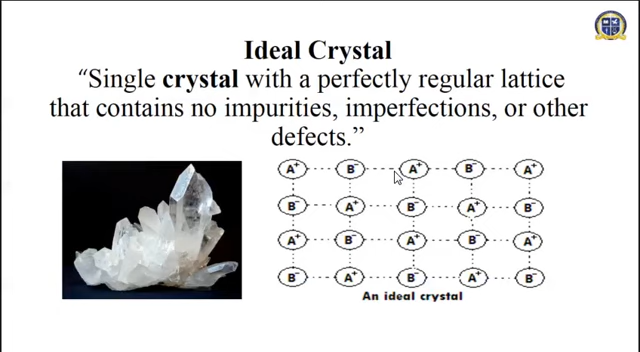 Ideal Crystal
“Single crystal with a perfectly regular lattice
that contains no impurities, imperfections, or other
defects.”
A⁺ B⁻ A⁺ B⁻ A⁺
B⁻ A⁺ B⁻ A⁺ B⁻
A⁺ B⁻ A⁺ B⁻ A⁺
B⁻ A⁺ B⁻ A⁺ B⁻
An ideal crystal